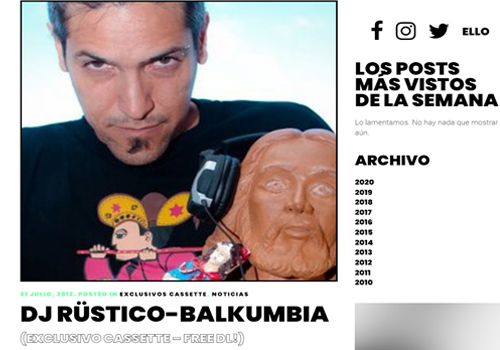 21 JULIO, 2012. POSTED IN EXCLUSIVOS CASSETTE, NOTICIAS
DJ RÜSTICO-BALKUMBIA
(EXCLUSIVO CASSETTE – FREE DL!)
ELLO
LOS POSTS
MÁS VISTOS
DE LA SEMANA
Lo lamentamos. No hay nada que mostrar
aún.
ARCHIVO
2020
2019
2018
2017
2016
2015
2014
2013
2012
2011
2010